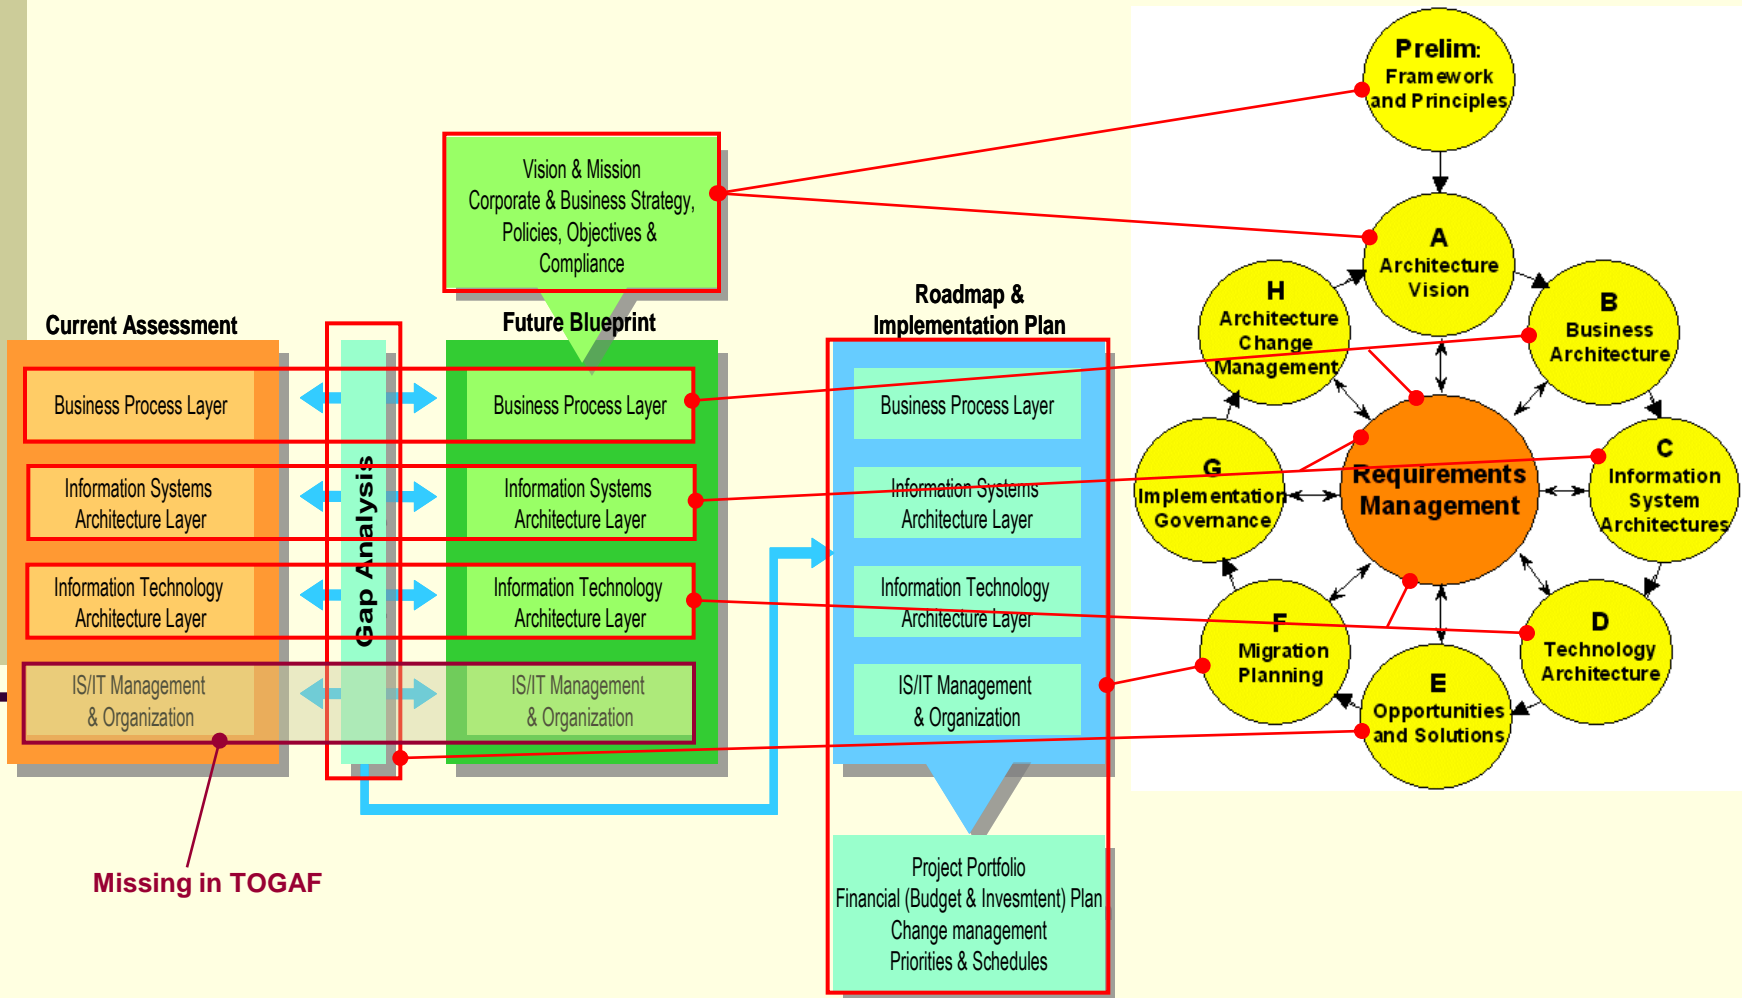 Vision & Mission
Corporate & Business Strategy,
Policies, Objectives &
Compliance
Current Assessment
Business Process Layer
Information Systems
Architecture Layer
Information Technology
Architecture Layer
IS/IT Management
& Organization
Missing in TOGAF
Gap Analysis
Future Blueprint
Business Process Layer
Information Systems
Architecture Layer
Information Technology
Architecture Layer
IS/IT Management
& Organization
Roadmap &
Implementation Plan
Business Process Layer
Information Systems
Architecture Layer
Information Technology
Architecture Layer
IS/IT Management
& Organization
Project Portfolio
Financial (Budget & Invesmtent) Plan
Change management
Priorities & Schedules
Prelim:
Framework
and Principles
A
Architecture
Vision
B
Business
Architecture
C
Information
System
Architectures
D
Technology
Architecture
E
Opportunities
and Solutions
F
Migration
Planning
G
Implementation
Governance
H
Architecture
Change
Management
Requirements
Management